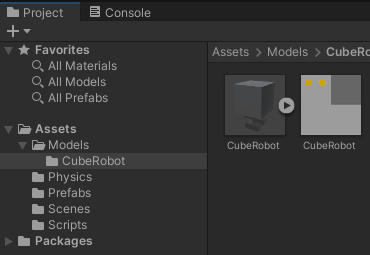 Project
Console
Favorites
All Materials
All Models
All Prefabs
Assets
Models
CubeRobot
Physics
Prefabs
Scenes
Scripts
Packages
Assets > Models > CubeRo
CubeRobot
CubeRobot